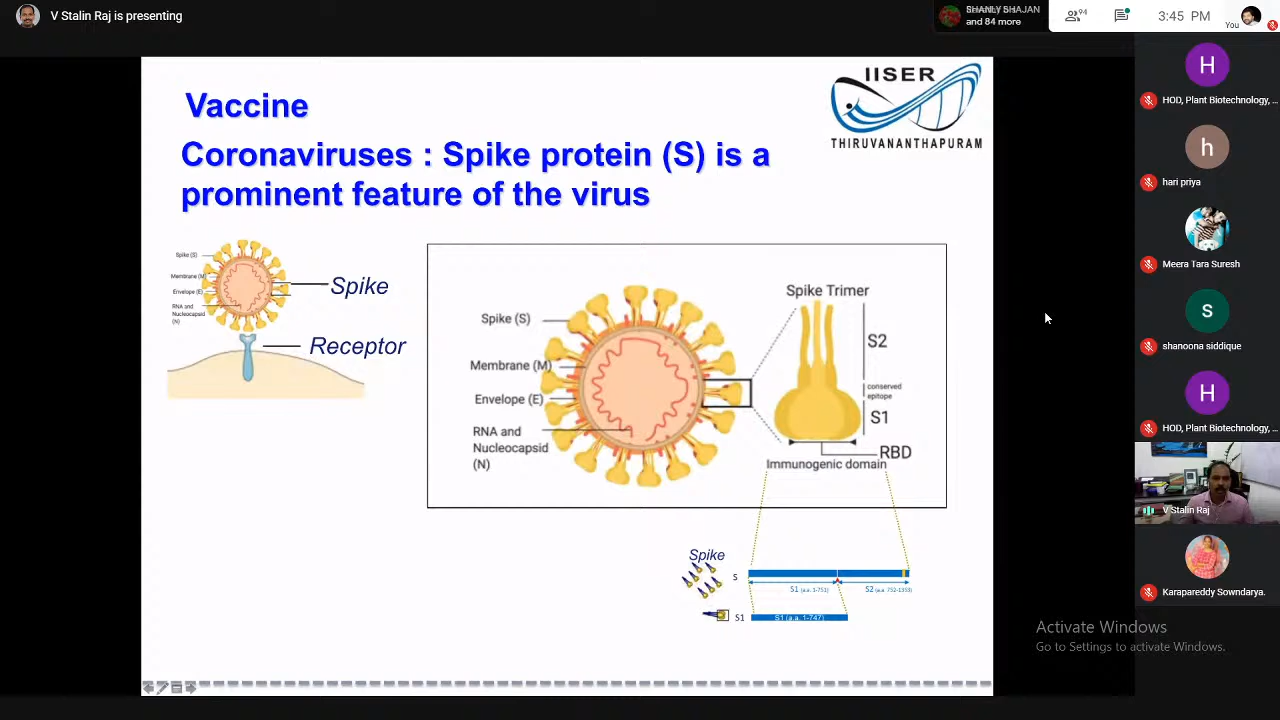 V Stalin Raj is presenting
and 84 more
94
3:45 PM
You
Vaccine
Coronaviruses : Spike protein (S) is a
prominent feature of the virus
IISER
THIRUVANANTHAPURAM
Spike (S)
Membrane (M)
Envelope (E)
RNA and
Nucleocapsid
(N)
Spike
Receptor
Spike (S)
Membrane (M)
Envelope (E)
RNA and
Nucleocapsid
(N)
Spike Trimer
S2
conserved
epitope
S1
RBD
Immunogenic domain
Spike
S
S1 (a.a. 1-751)
S2 (a.a. 752-1353)
S1
S1 (a.a. 1-747)
H
HOD, Plant Biotechnology, ...
h
hari priya
Meera Tara Suresh
s
shanoona siddique
H
HOD, Plant Biotechnology, ...
V Stalin Raj
Karapareddy Sowndarya.
Activate Windows
Go to Settings to activate Windows.